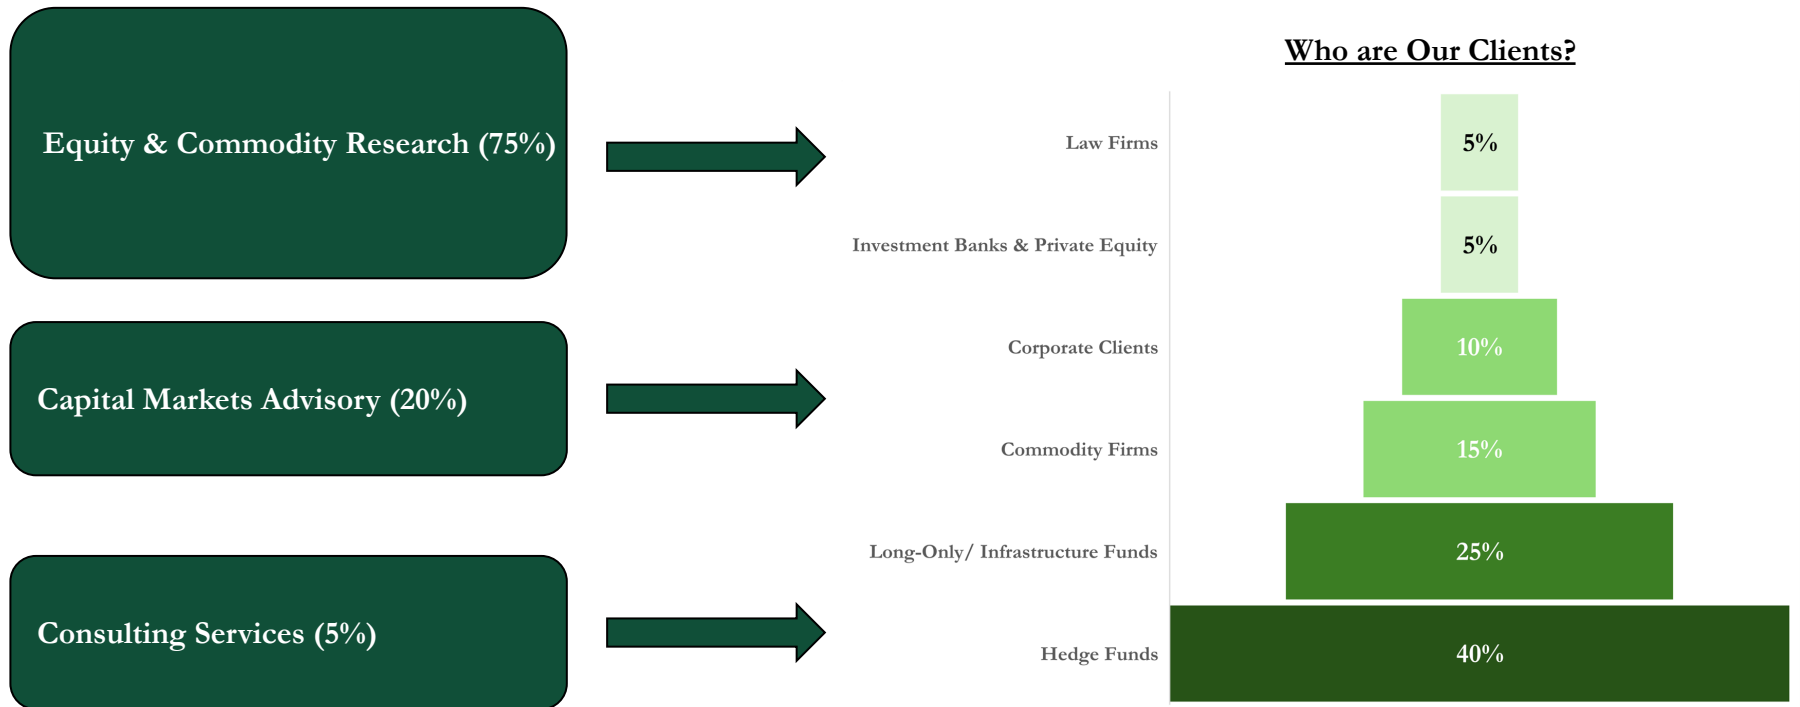 Equity & Commodity Research (75%)
Capital Markets Advisory (20%)
Consulting Services (5%)
Who are Our Clients?
Law Firms
5%
Investment Banks & Private Equity
5%
Corporate Clients
10%
Commodity Firms
15%
Long-Only/ Infrastructure Funds
25%
Hedge Funds
40%